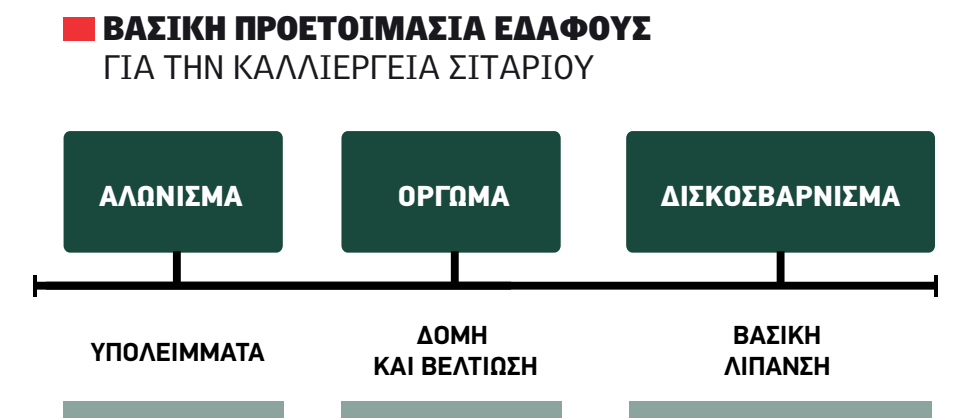 ΒΑΣΙΚΗ ΠΡΟΕΤΟΙΜΑΣΙΑ ΕΔΑΦΟΥΣ
ΓΙΑ ΤΗΝ ΚΑΛΛΙΕΡΓΕΙΑ ΣΙΤΑΡΙΟΥ
ΑΛΩΝΙΣΜΑ
ΟΡΓΩΜΑ
ΔΙΣΚΟΣΒΑΡΝΙΣΜΑ
ΥΠΟΛΕΙΜΜΑΤΑ
ΔΟΜΗ
ΚΑΙ ΒΕΛΤΙΩΣΗ
ΒΑΣΙΚΗ
ΛΙΠΑΝΣΗ